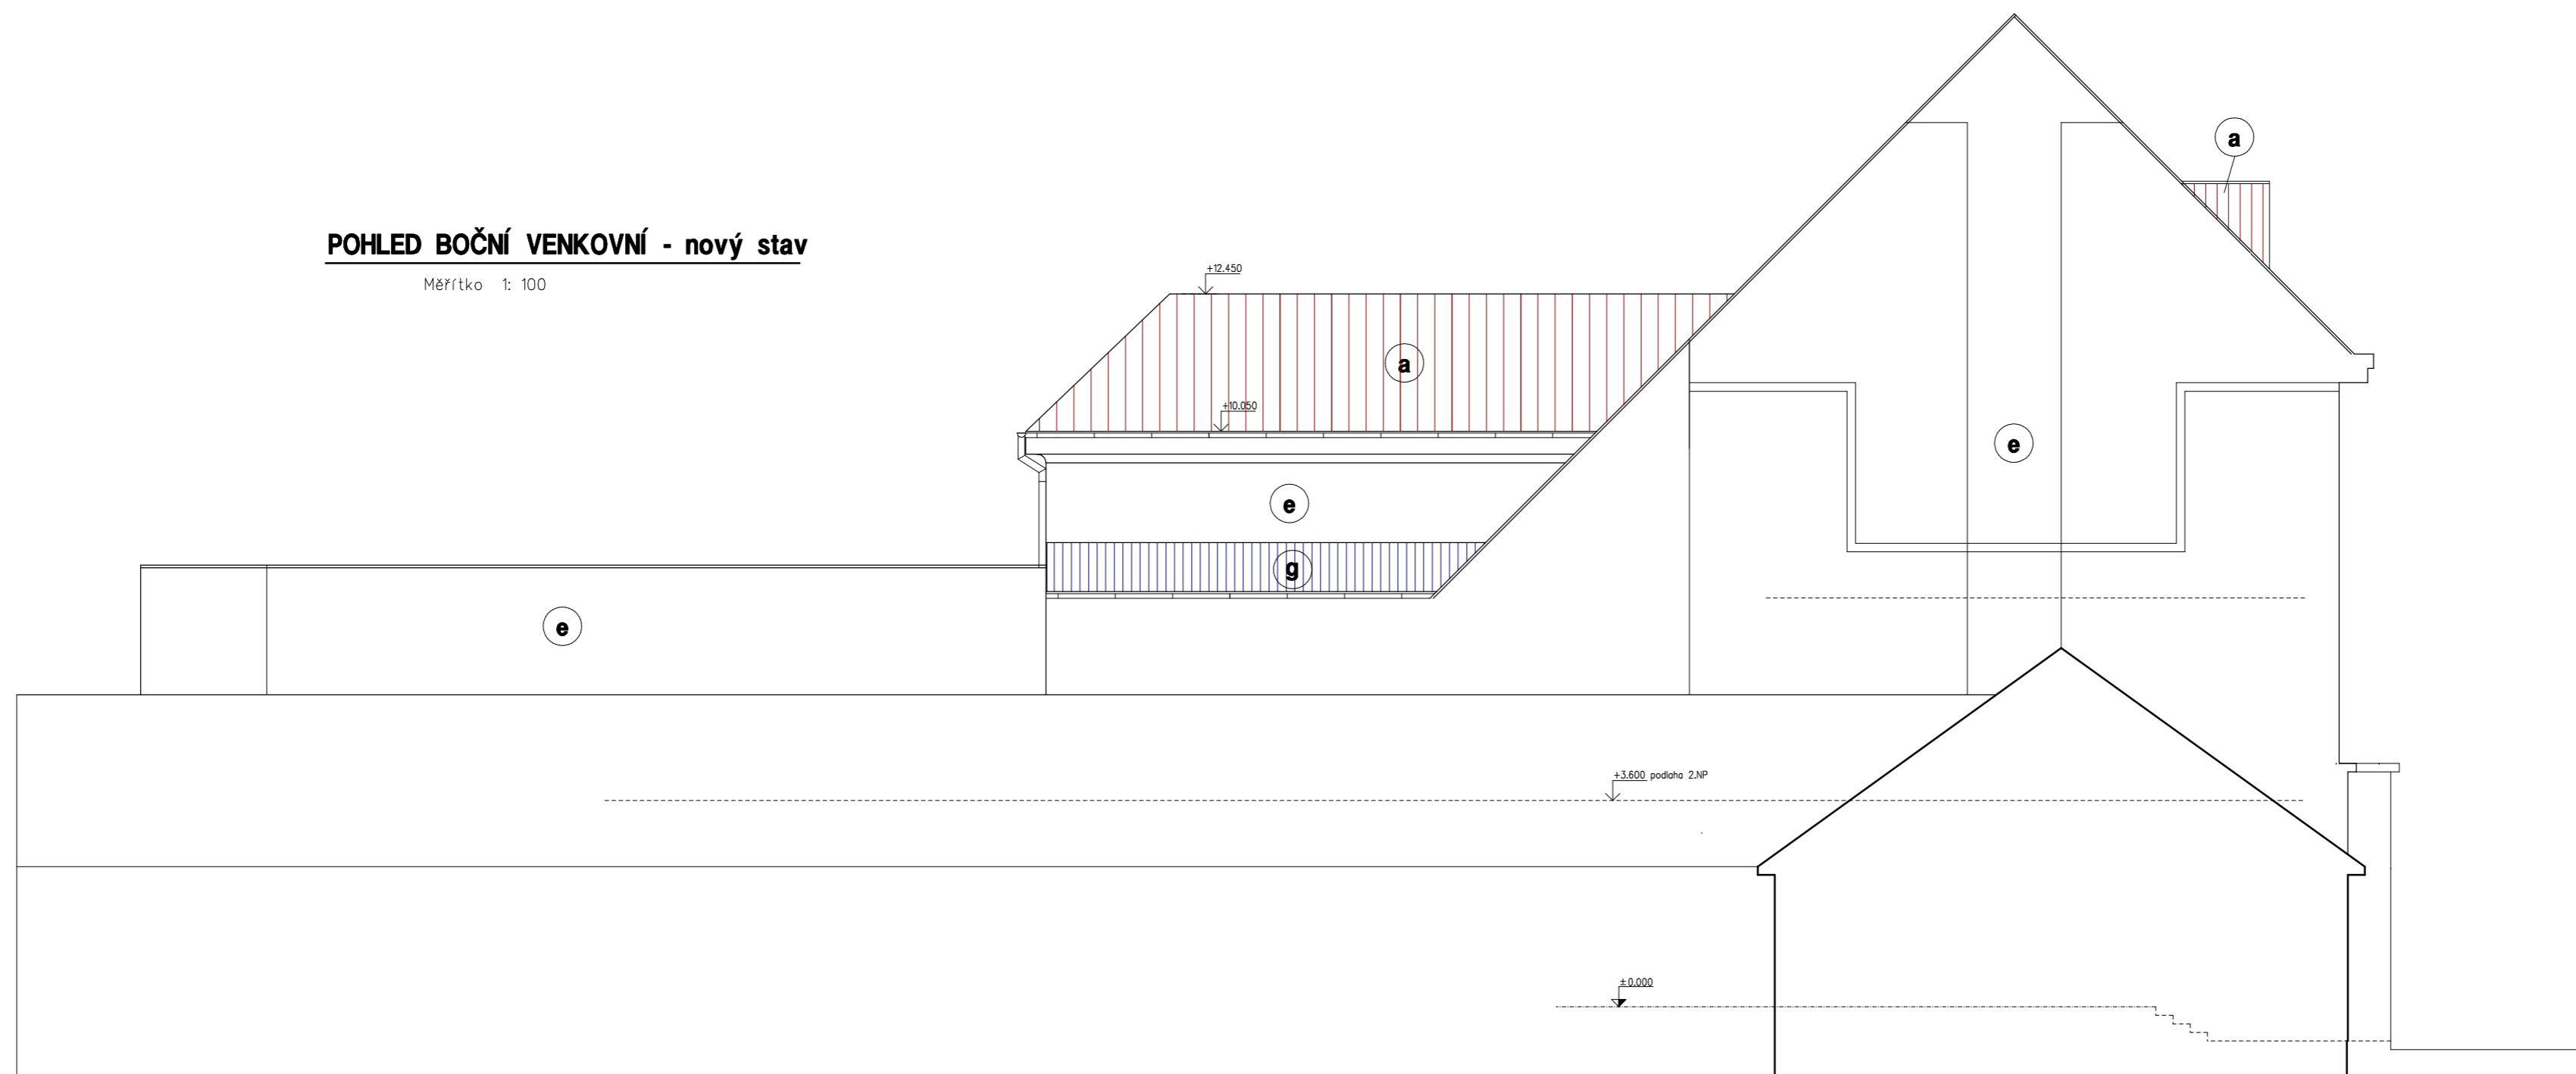 POHLED BOČNÍ VENKOVNÍ - nový stav
Měřítko 1: 100
a
+12.450
a
+10.050
e
e
g
e
+3.600 podlaha 2.NP
±0.000